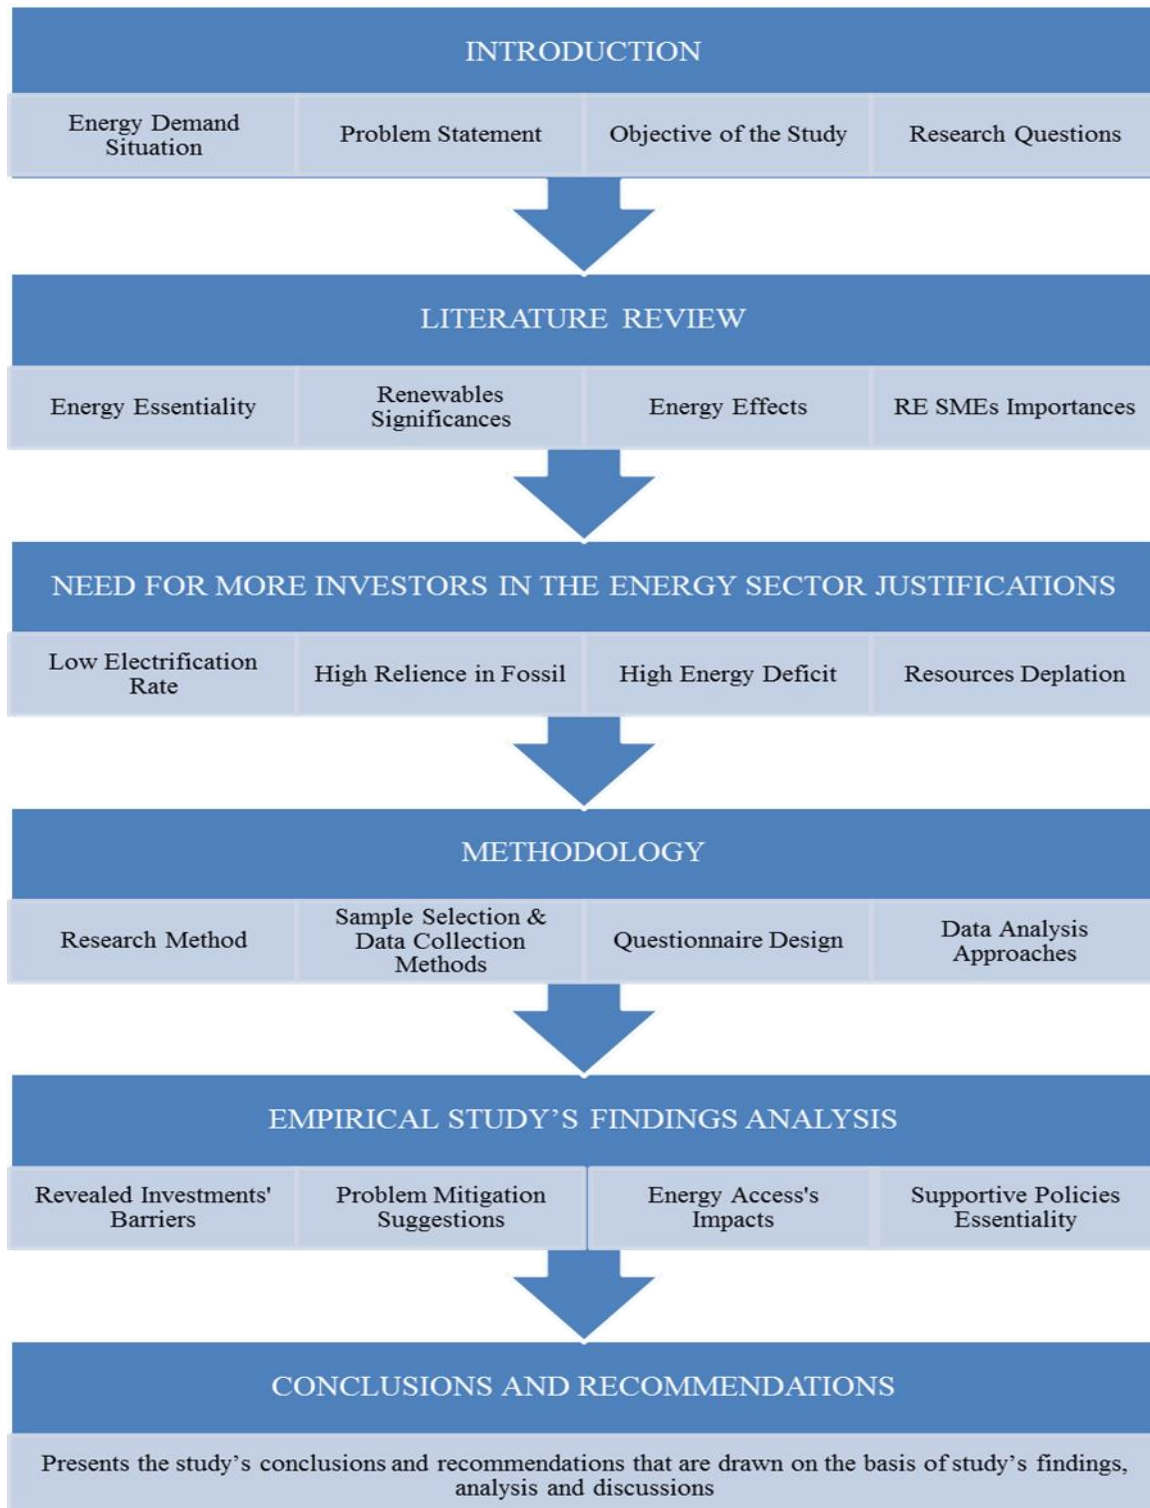 INTRODUCTION
Energy Demand
Situation
Problem Statement
Objective of the Study
Research Questions
LITERATURE REVIEW
Energy Essentiality
Renewables
Significances
Energy Effects
RE SMEs Importances
NEED FOR MORE INVESTORS IN THE ENERGY SECTOR JUSTIFICATIONS
Low Electrification
Rate
High Relience in Fossil
High Energy Deficit
Resources Deplation
METHODOLOGY
Research Method
Sample Selection &
Data Collection
Methods
Questionnaire Design
Data Analysis
Approaches
EMPIRICAL STUDY’S FINDINGS ANALYSIS
Revealed Investments'
Barriers
Problem Mitigation
Suggestions
Energy Access's
Impacts
Supportive Policies
Essentiality
CONCLUSIONS AND RECOMMENDATIONS
Presents the study’s conclusions and recommendations that are drawn on the basis of study’s findings,
analysis and discussions